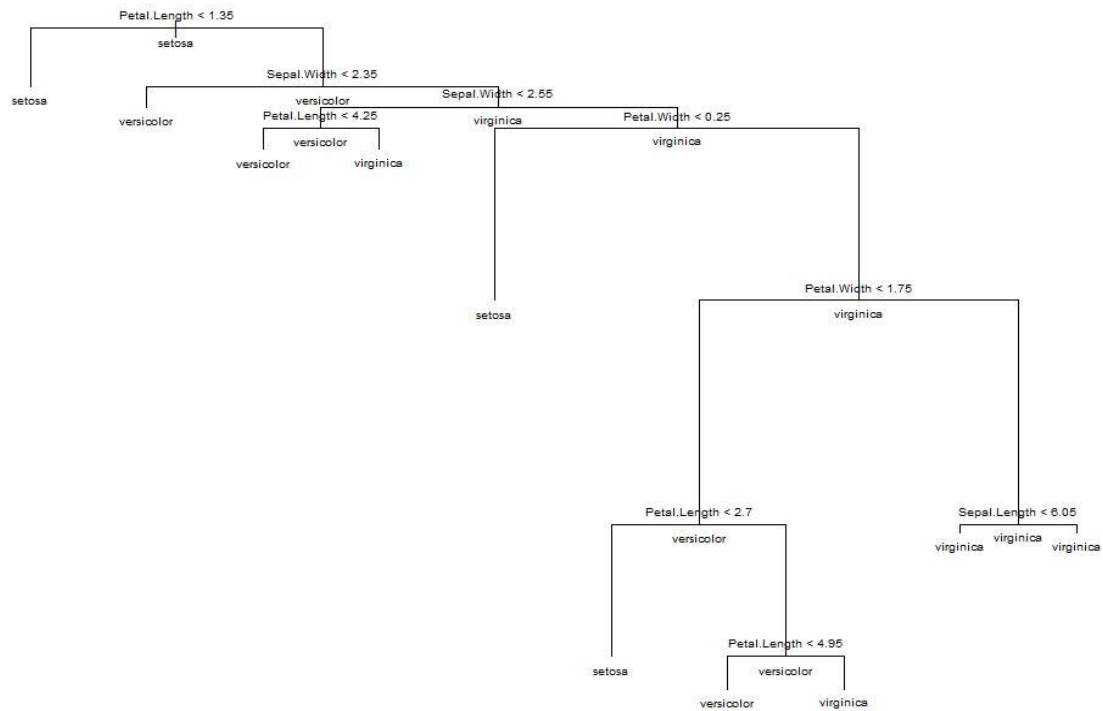 Petal.Length < 1.35
setosa
setosa
Sepal.Width < 2.35
versicolor
versicolor
Sepal.Width < 2.55
virginica
Petal.Length < 4.25
versicolor
versicolor
virginica
Petal.Width < 0.25
virginica
setosa
Petal.Width < 1.75
virginica
Petal.Length < 2.7
versicolor
setosa
Petal.Length < 4.95
versicolor
versicolor
virginica
Sepal.Length < 6.05
virginica
virginica
virginica